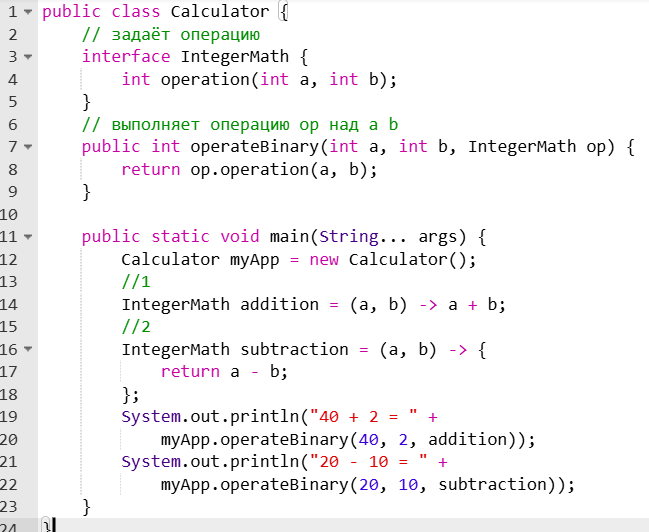 1 public class Calculator {
2     // задаёт операцию
3     interface IntegerMath {
4         int operation(int a, int b);
5     }
6     // выполняет операцию op над a b
7     public int operateBinary(int a, int b, IntegerMath op) {
8         return op.operation(a, b);
9     }
10
11     public static void main(String... args) {
12         Calculator myApp = new Calculator();
13         //1
14         IntegerMath addition = (a, b) -> a + b;
15         //2
16         IntegerMath subtraction = (a, b) -> {
17             return a - b;
18         };
19         System.out.println("40 + 2 = " +
20             myApp.operateBinary(40, 2, addition));
21         System.out.println("20 - 10 = " +
22             myApp.operateBinary(20, 10, subtraction));
23     }
24 }